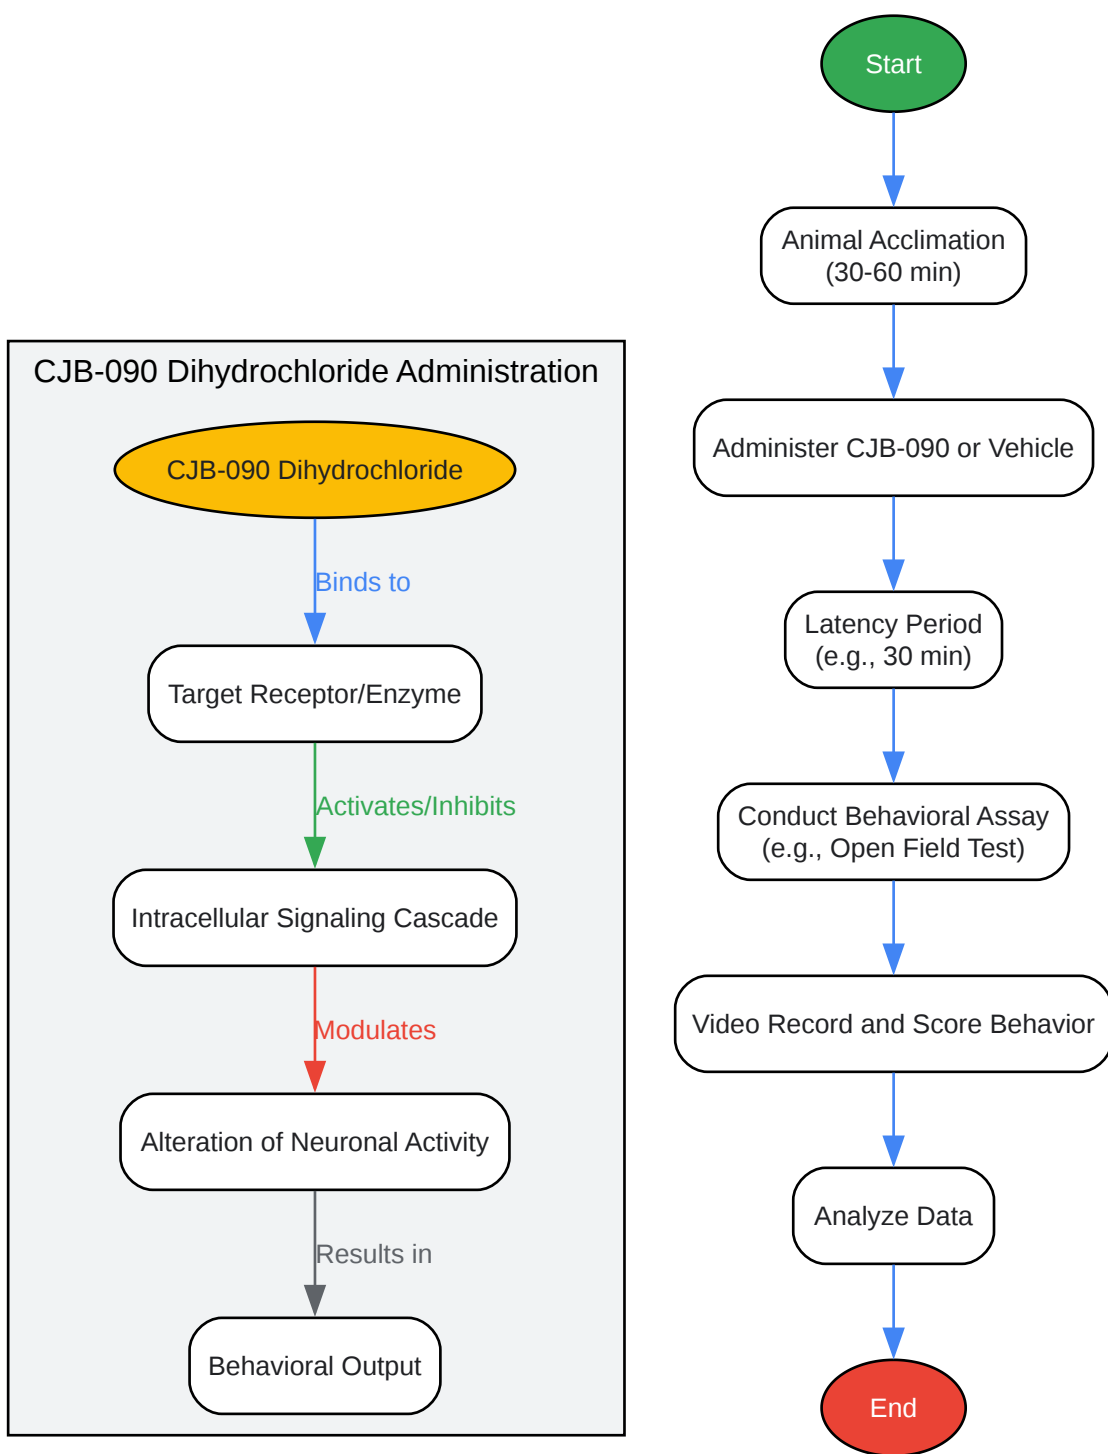 CJB-090 Dihydrochloride Administration
CJB-090 Dihydrochloride
Binds to
Target Receptor/Enzyme
Activates/Inhibits
Intracellular Signaling Cascade
Modulates
Alteration of Neuronal Activity
Results in
Behavioral Output
Start
Animal Acclimation
(30-60 min)
Administer CJB-090 or Vehicle
Latency Period
(e.g., 30 min)
Conduct Behavioral Assay
(e.g., Open Field Test)
Video Record and Score Behavior
Analyze Data
End